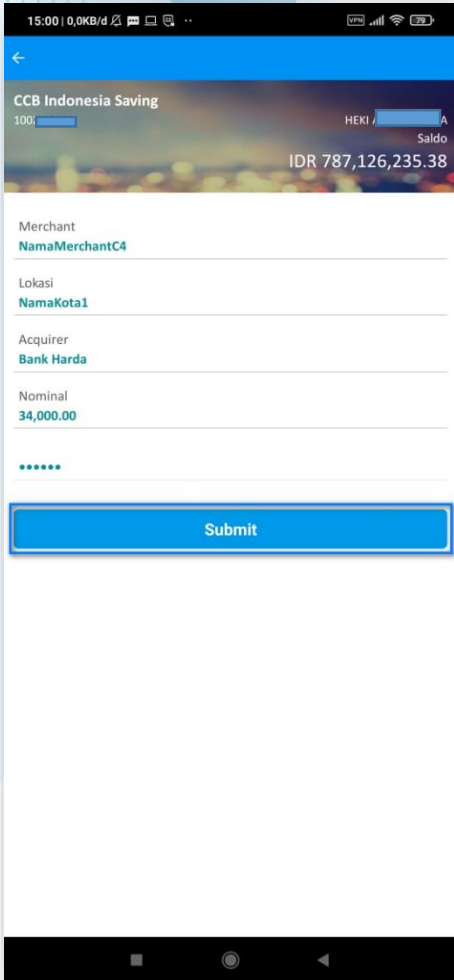 15:00 | 0,0KB/d
VPN
79
CCB Indonesia Saving
100
HEKI A
Saldo
IDR 787,126,235.38
Merchant
NamaMerchantC4
Lokasi
NamaKota1
Acquirer
Bank Harda
Nominal
34,000.00
••••••
Submit